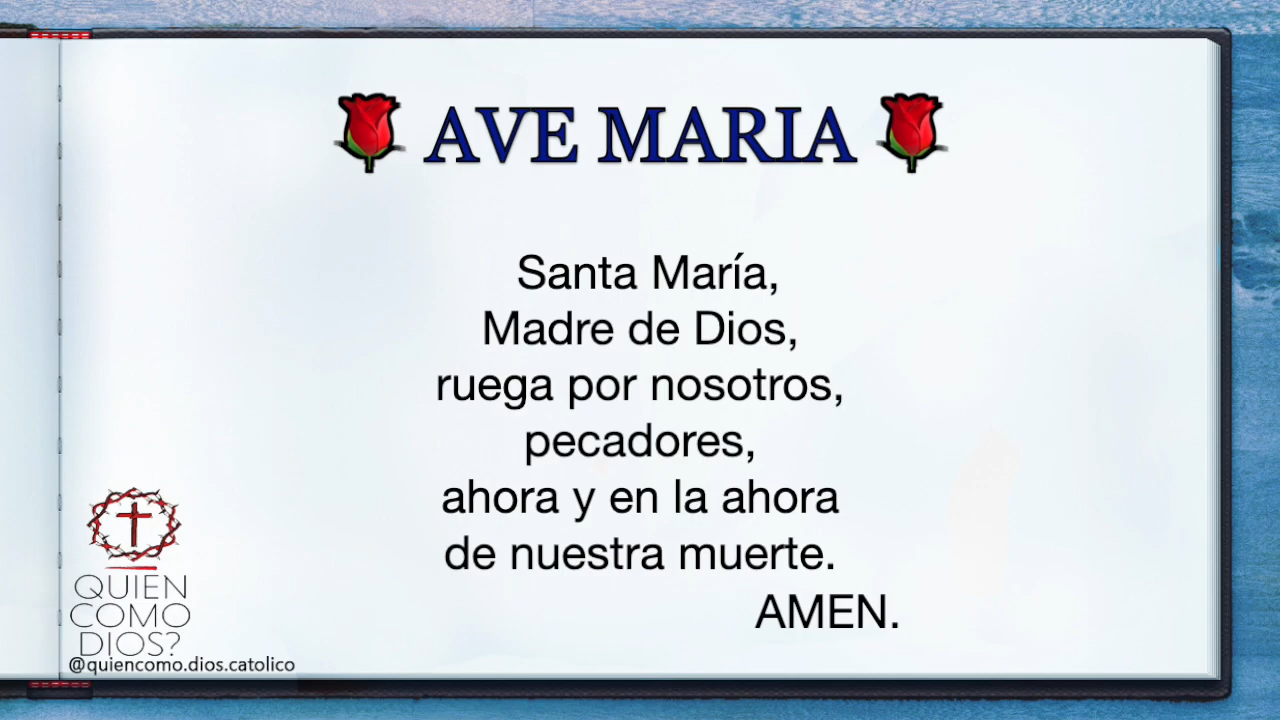 AVE MARIA
Santa María,
Madre de Dios,
ruega por nosotros,
pecadores,
ahora y en la ahora
de nuestra muerte.
AMEN.
QUIEN
COMO
DIOS?
@quiencomo.dios.catolico